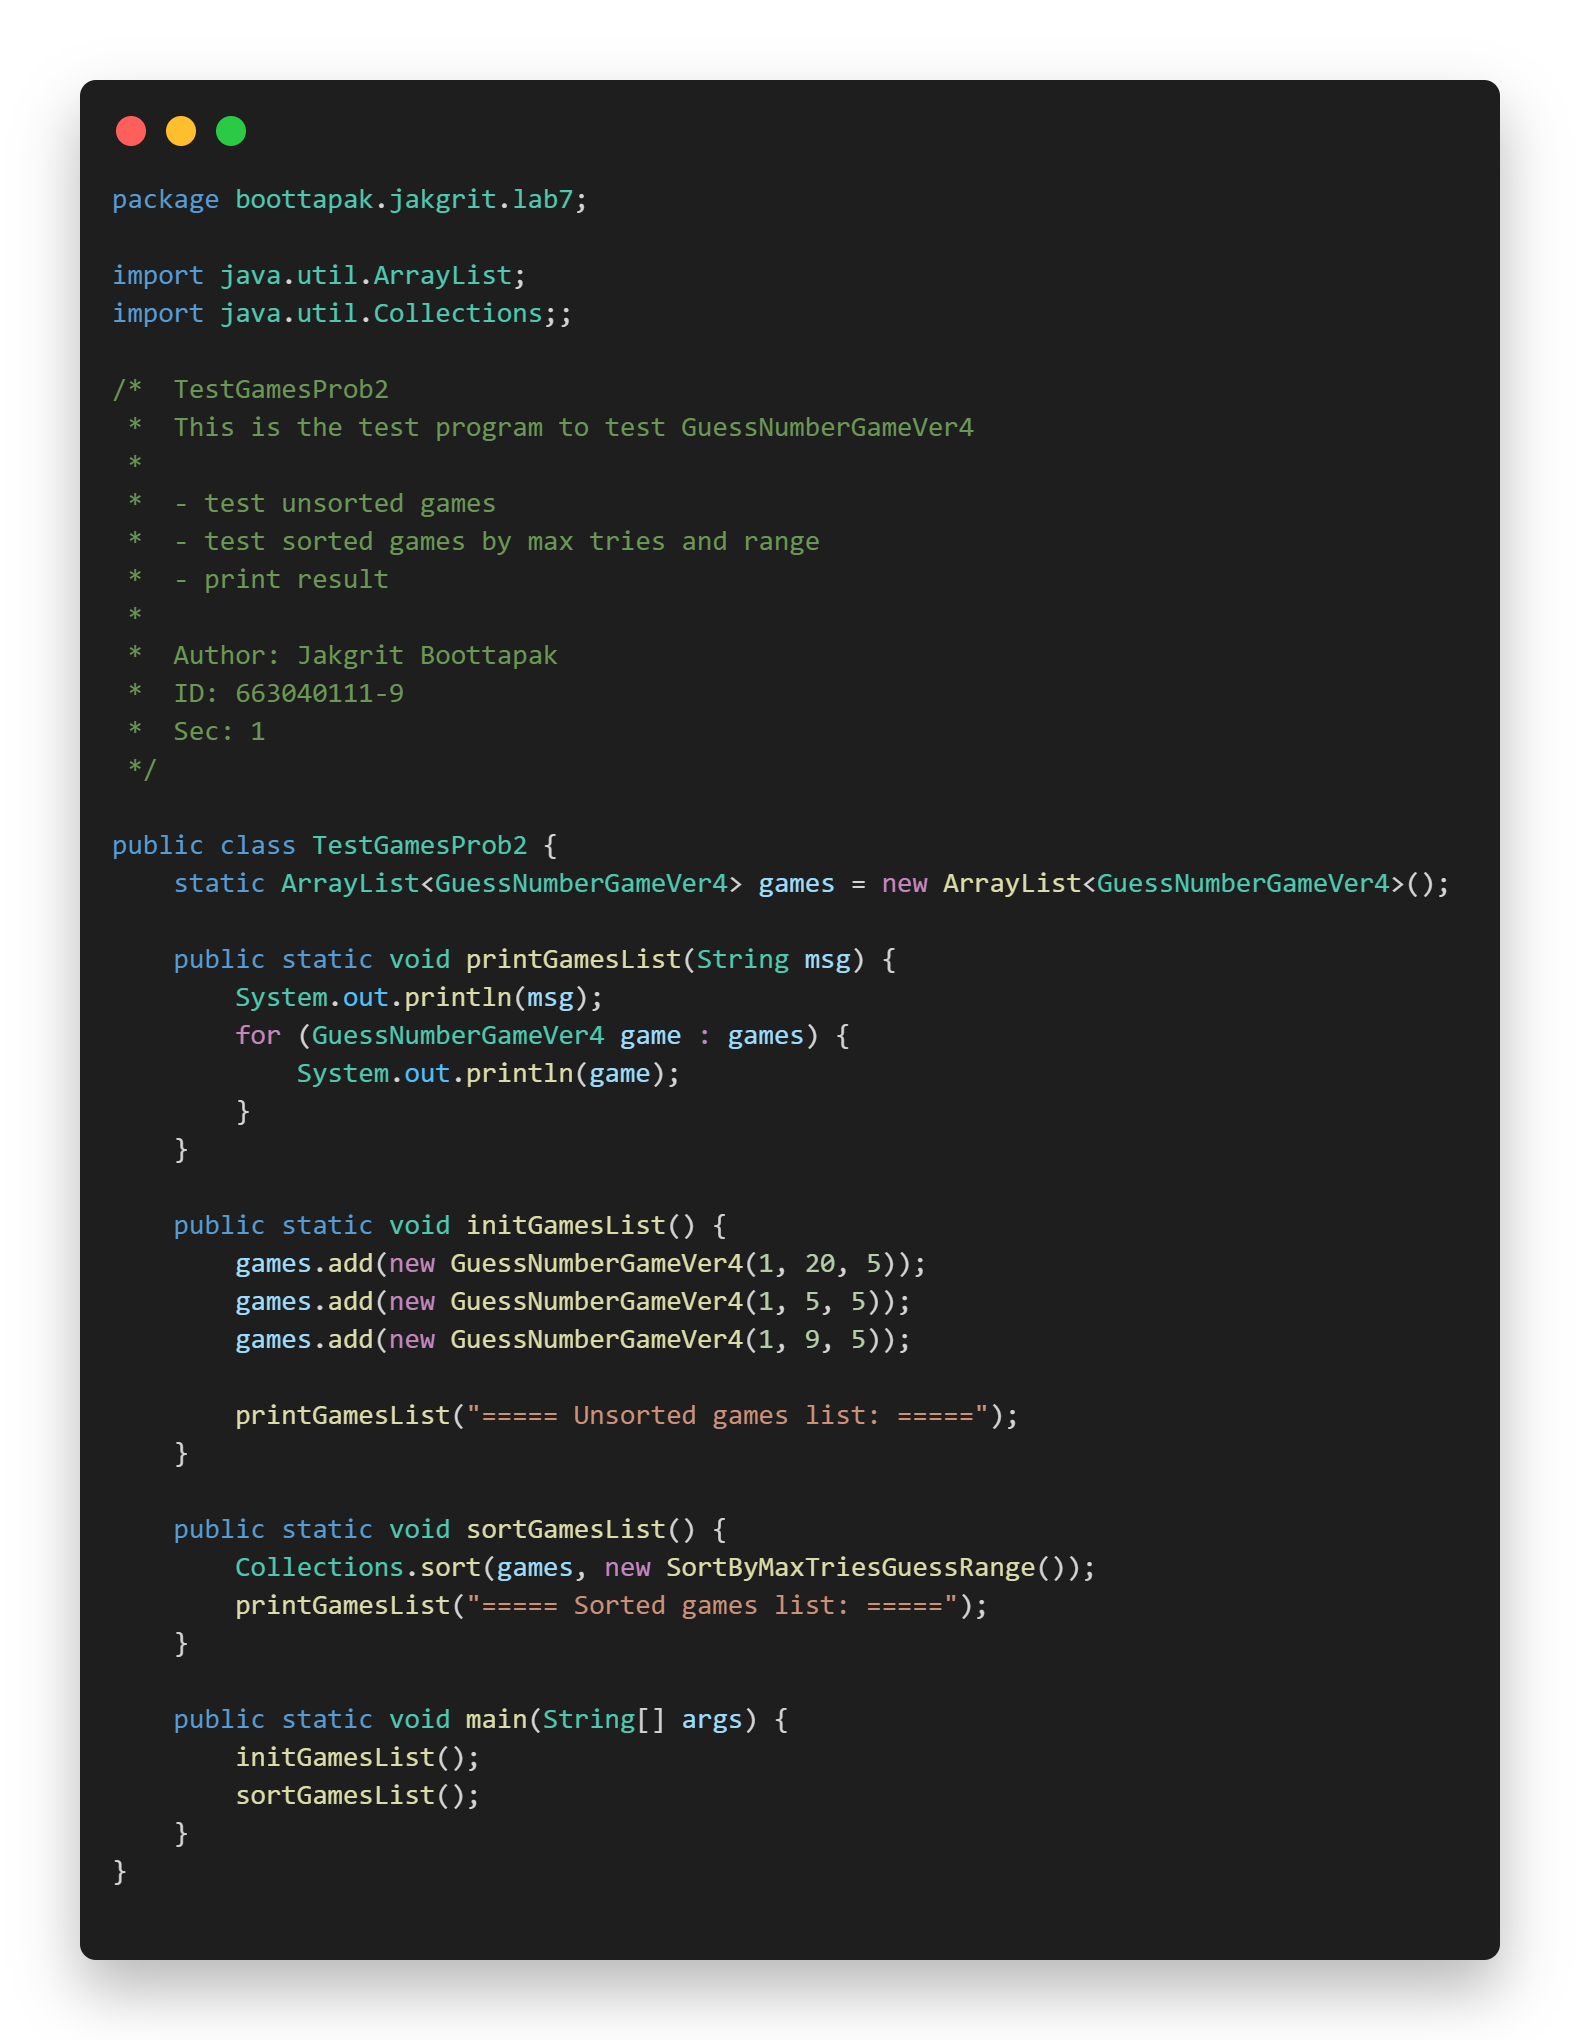 package boottapak.jakgrit.lab7;

import java.util.ArrayList;
import java.util.Collections;;

/*  TestGamesProb2
 *  This is the test program to test GuessNumberGameVer4
 *
 *  - test unsorted games
 *  - test sorted games by max tries and range
 *  - print result
 *
 *  Author: Jakgrit Boottapak
 *  ID: 663040111-9
 *  Sec: 1
 */

public class TestGamesProb2 {
    static ArrayList<GuessNumberGameVer4> games = new ArrayList<GuessNumberGameVer4>();

    public static void printGamesList(String msg) {
        System.out.println(msg);
        for (GuessNumberGameVer4 game : games) {
            System.out.println(game);
        }
    }

    public static void initGamesList() {
        games.add(new GuessNumberGameVer4(1, 20, 5));
        games.add(new GuessNumberGameVer4(1, 5, 5));
        games.add(new GuessNumberGameVer4(1, 9, 5));

        printGamesList("===== Unsorted games list: =====");
    }

    public static void sortGamesList() {
        Collections.sort(games, new SortByMaxTriesGuessRange());
        printGamesList("===== Sorted games list: =====");
    }

    public static void main(String[] args) {
        initGamesList();
        sortGamesList();
    }
}